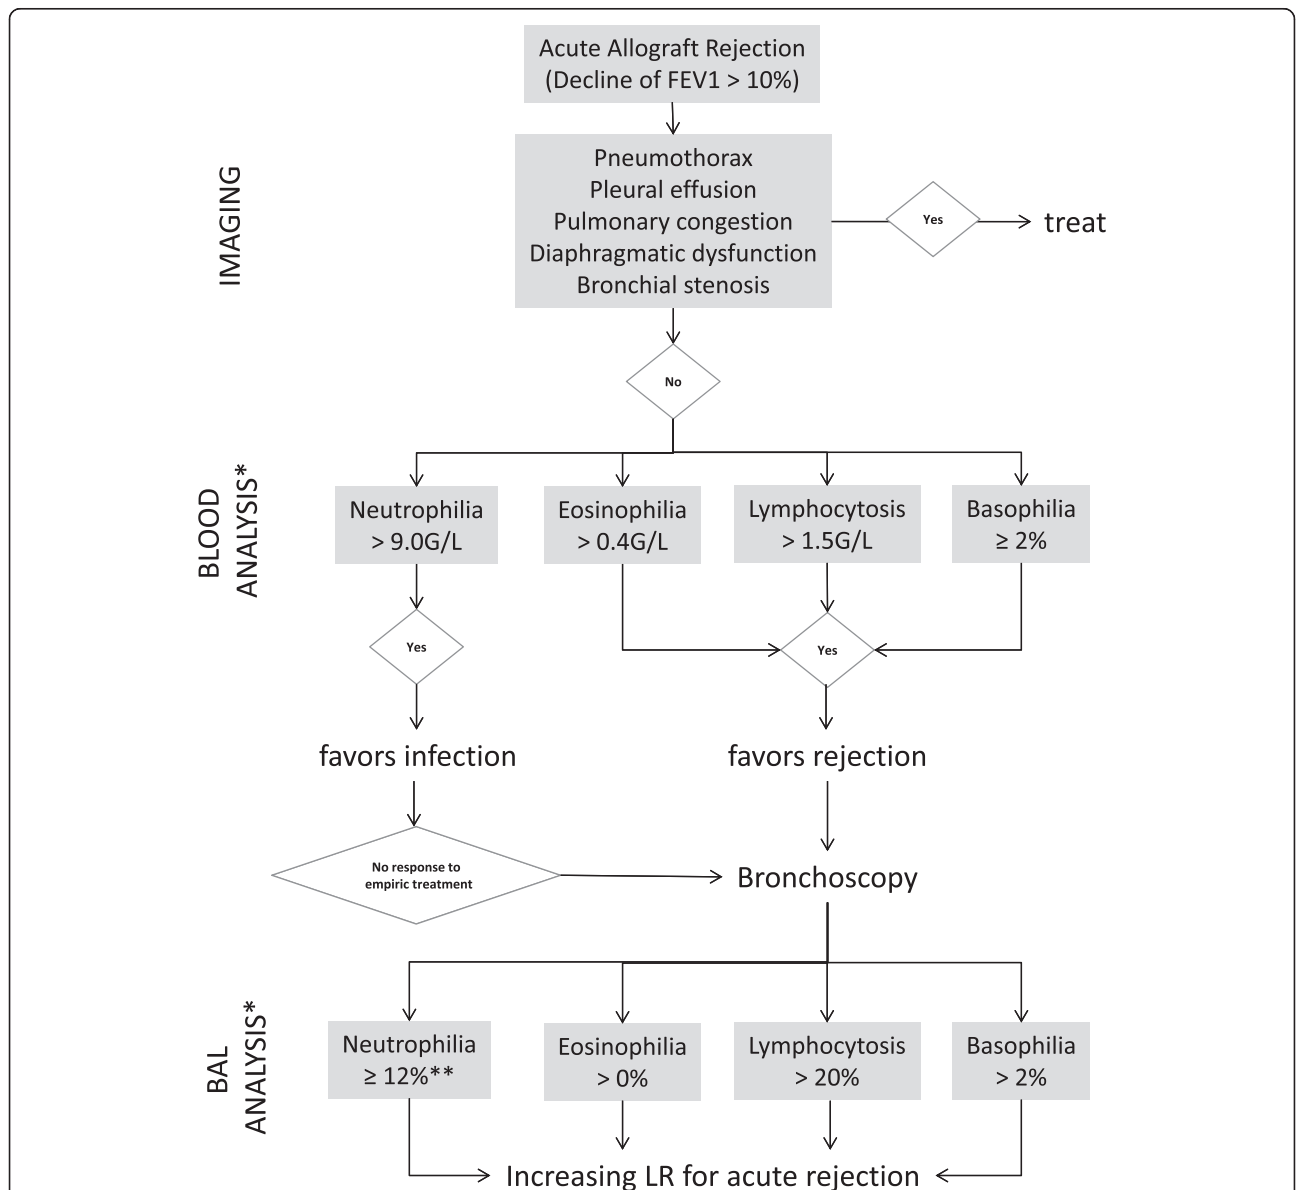 Acute Allograft Rejection
(Decline of FEV1 > 10%)
IMAGING
Pneumothorax
Pleural effusion
Pulmonary congestion
Diaphragmatic dysfunction
Bronchial stenosis
Yes
treat
No
BLOOD
ANALYSIS*
Neutrophilia
> 9.0G/L
Eosinophilia
> 0.4G/L
Lymphocytosis
> 1.5G/L
Basophilia
≥ 2%
Yes
Yes
favors infection
favors rejection
No response to
empiric treatment
Bronchoscopy
BAL
ANALYSIS*
Neutrophilia
≥ 12%**
Eosinophilia
> 0%
Lymphocytosis
> 20%
Basophilia
> 2%
Increasing LR for acute rejection